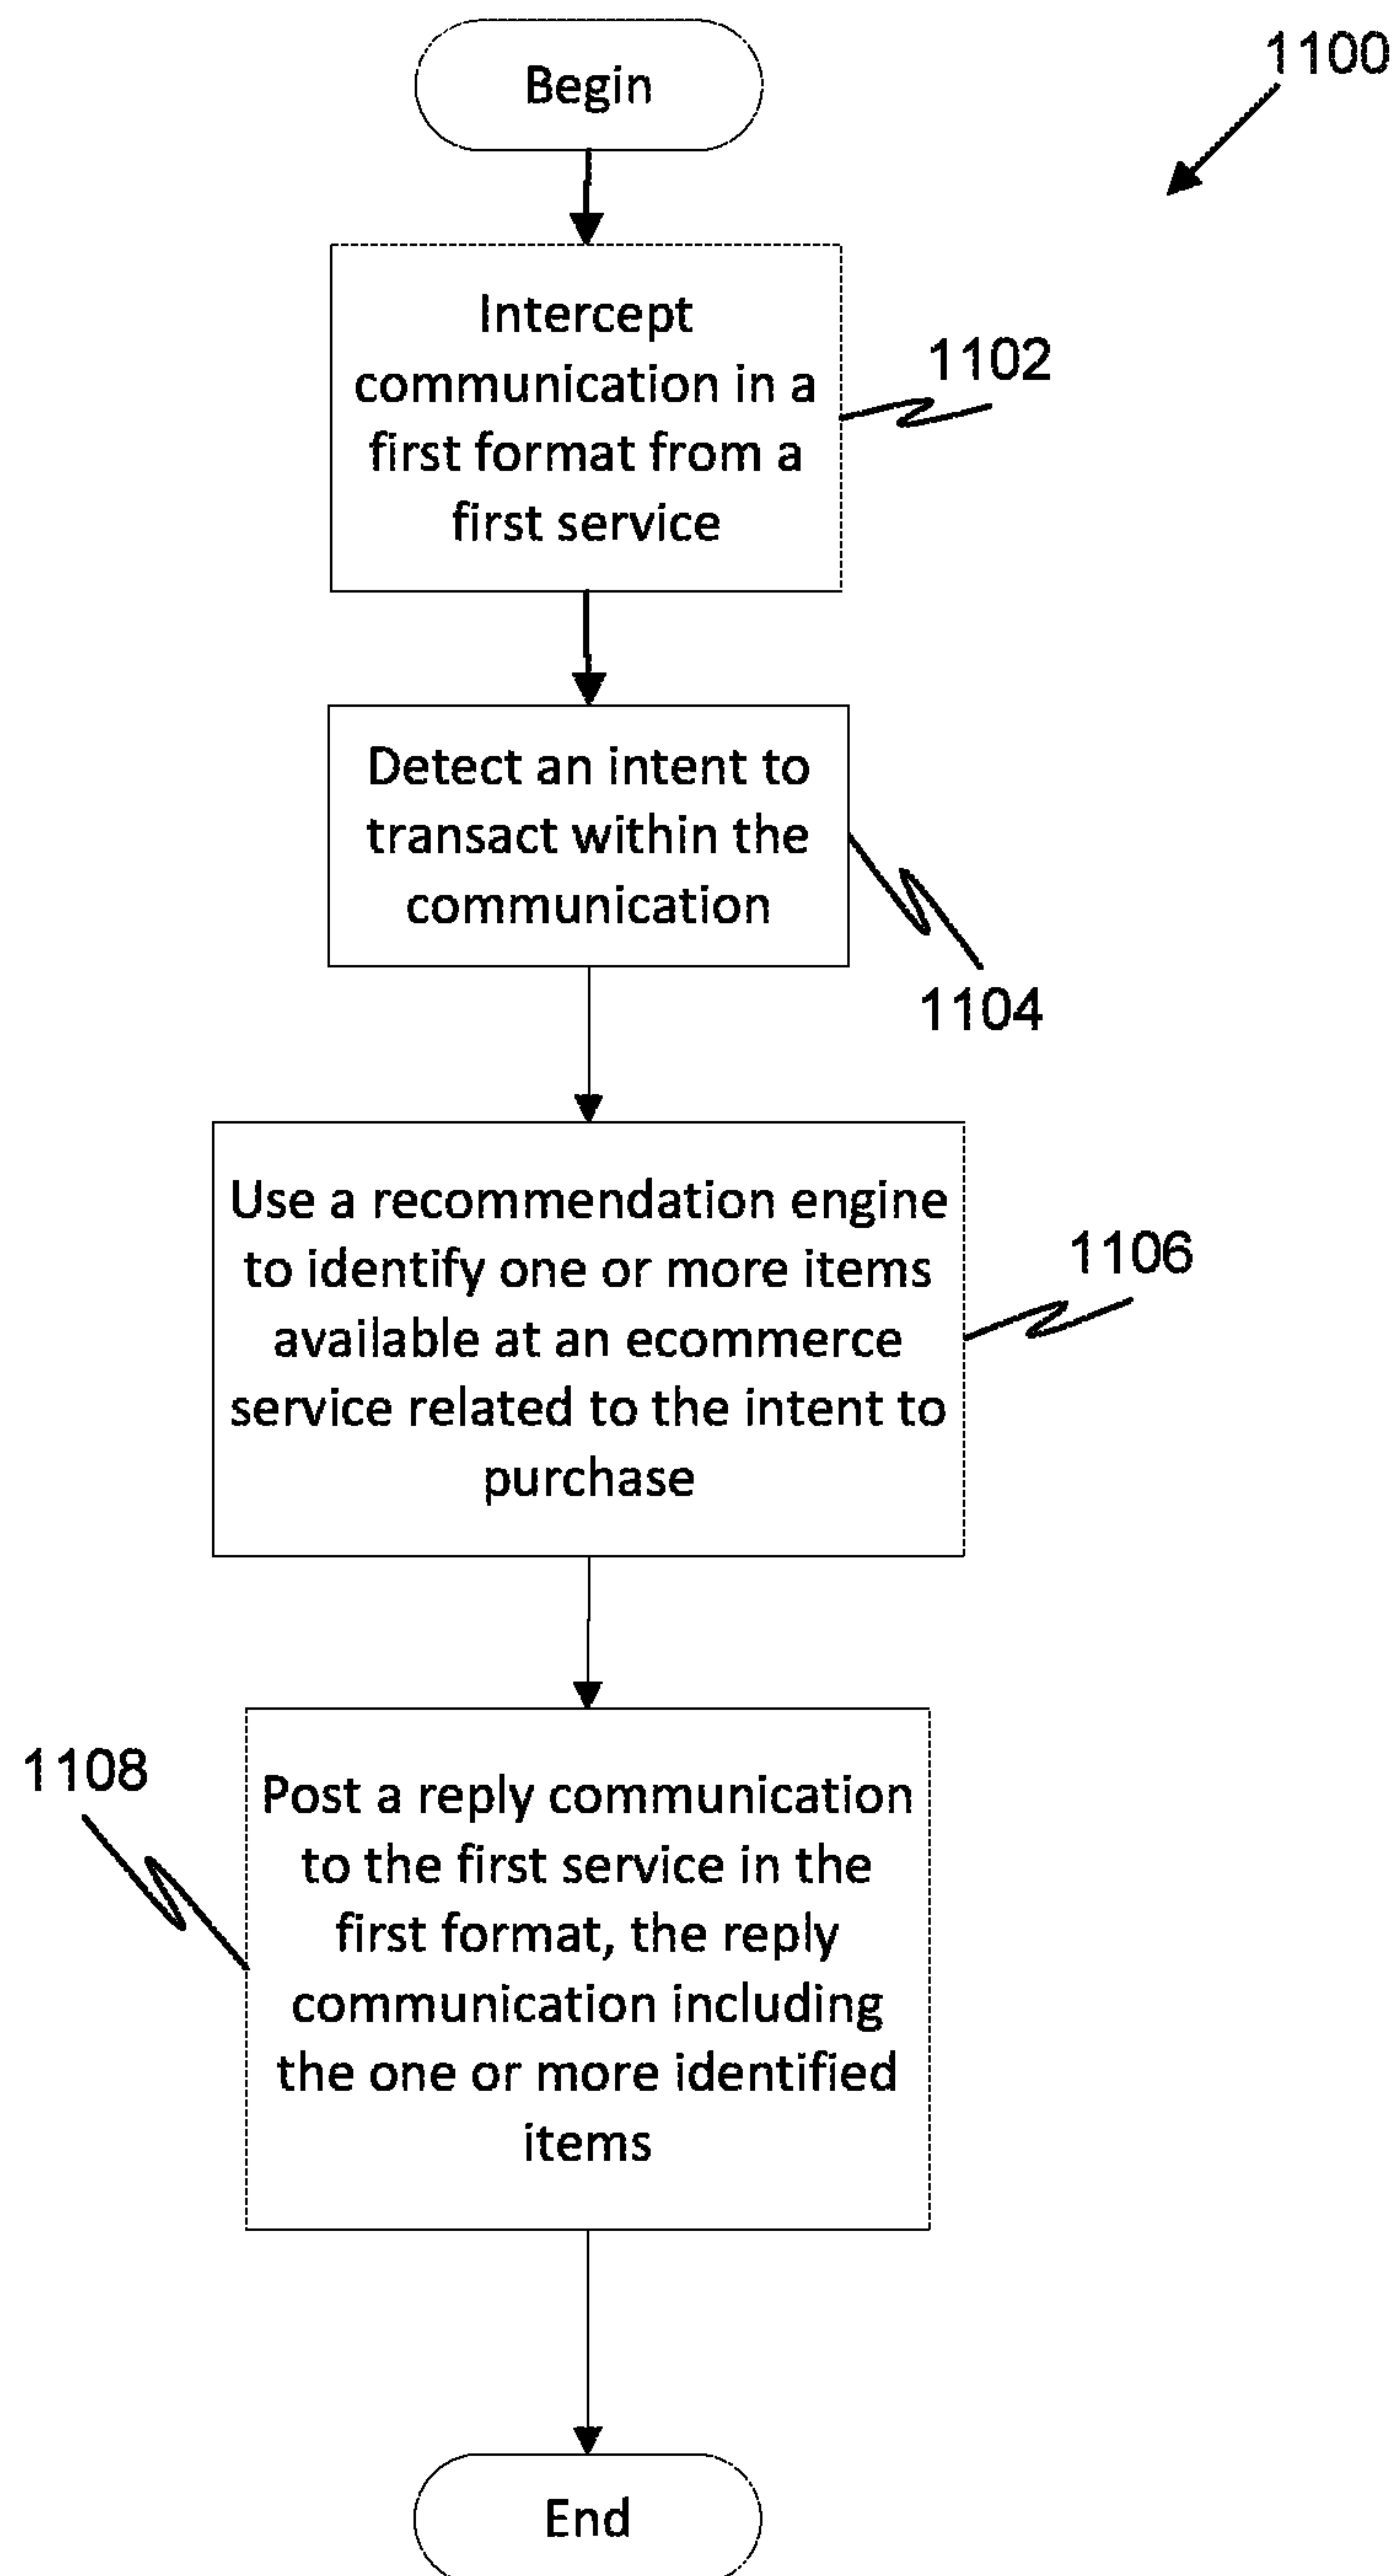 Begin
1100
Intercept
communication in a
first format from a
first service
1102
Detect an intent to
transact within the
communication
1104
Use a recommendation engine
to identify one or more items
available at an ecommerce
service related to the intent to
purchase
1106
Post a reply communication
to the first service in the
first format, the reply
communication including
the one or more identified
items
1108
End